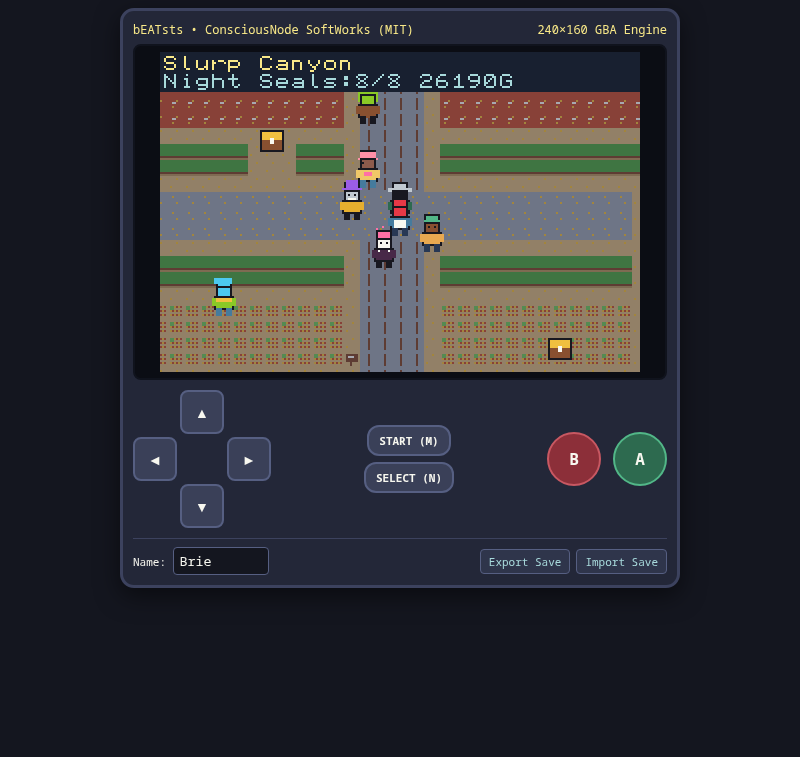 bEATsts • ConsciousNode SoftWorks (MIT) 240×160 GBA Engine
Slurp Canyon
Night Seals:8/8 26190G
▲
◀ ▶
▼
START (M)
SELECT (N)
B A
Name: Brie Export Save Import Save